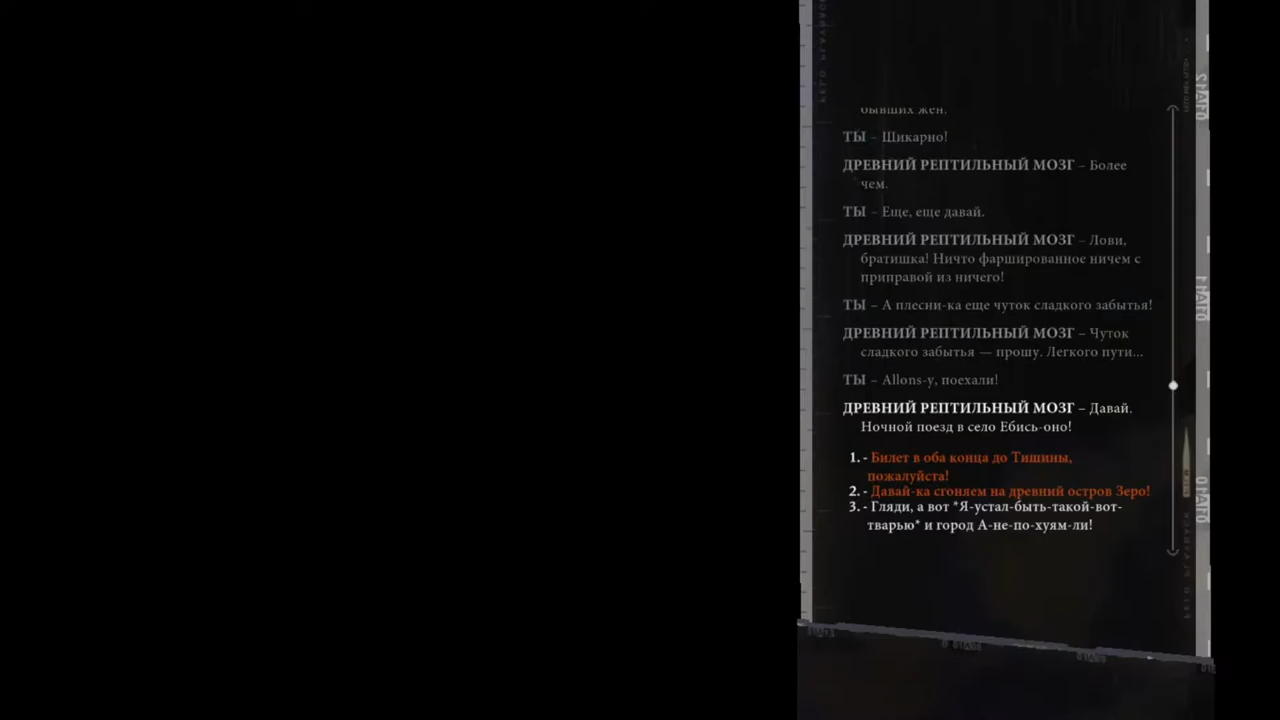 бывших жен.
ТЫ – Шикарно!
ДРЕВНИЙ РЕПТИЛЬНЫЙ МОЗГ – Более
чем.
ТЫ – Еще, еще давай.
ДРЕВНИЙ РЕПТИЛЬНЫЙ МОЗГ – Лови,
братишка! Ничто фаршированное ничем с
приправой из ничего!
ТЫ – А плесни-ка еще чуток сладкого забытья!
ДРЕВНИЙ РЕПТИЛЬНЫЙ МОЗГ – Чуток
сладкого забытья — прошу. Легкого пути...
ТЫ – Allons-y, поехали!
ДРЕВНИЙ РЕПТИЛЬНЫЙ МОЗГ – Давай.
Ночной поезд в село Ебись-оно!
1. - Билет в оба конца до Тишины,
пожалуйста!
2. - Давай-ка сгоняем на древний остров Зеро!
3. - Гляди, а вот *Я-устал-быть-такой-вот-
тварью* и город А-не-по-хуям-ли!